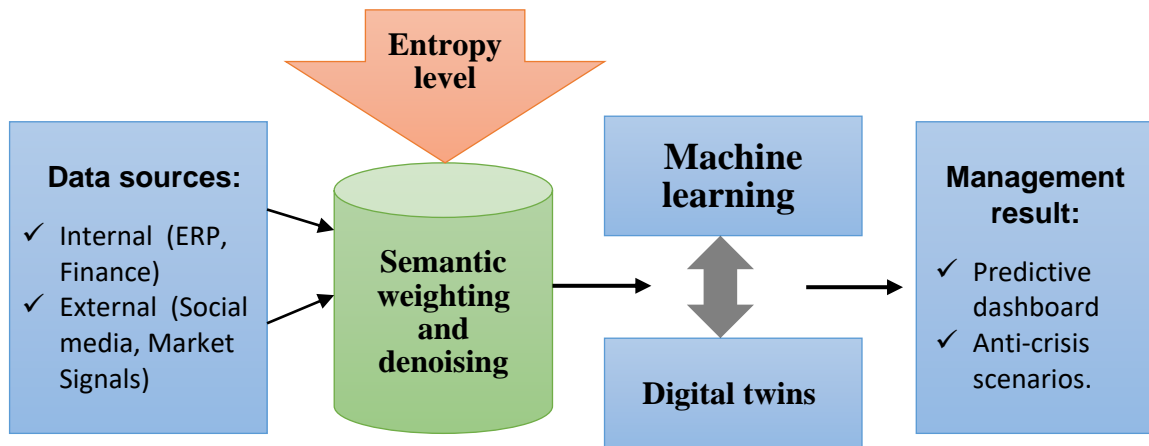 Entropy
level
Data sources:
✓ Internal (ERP,
Finance)
✓ External (Social
media, Market
Signals)
Semantic
weighting
and
denoising
Machine
learning
Digital twins
Management
result:
✓ Predictive
dashboard
✓ Anti-crisis
scenarios.